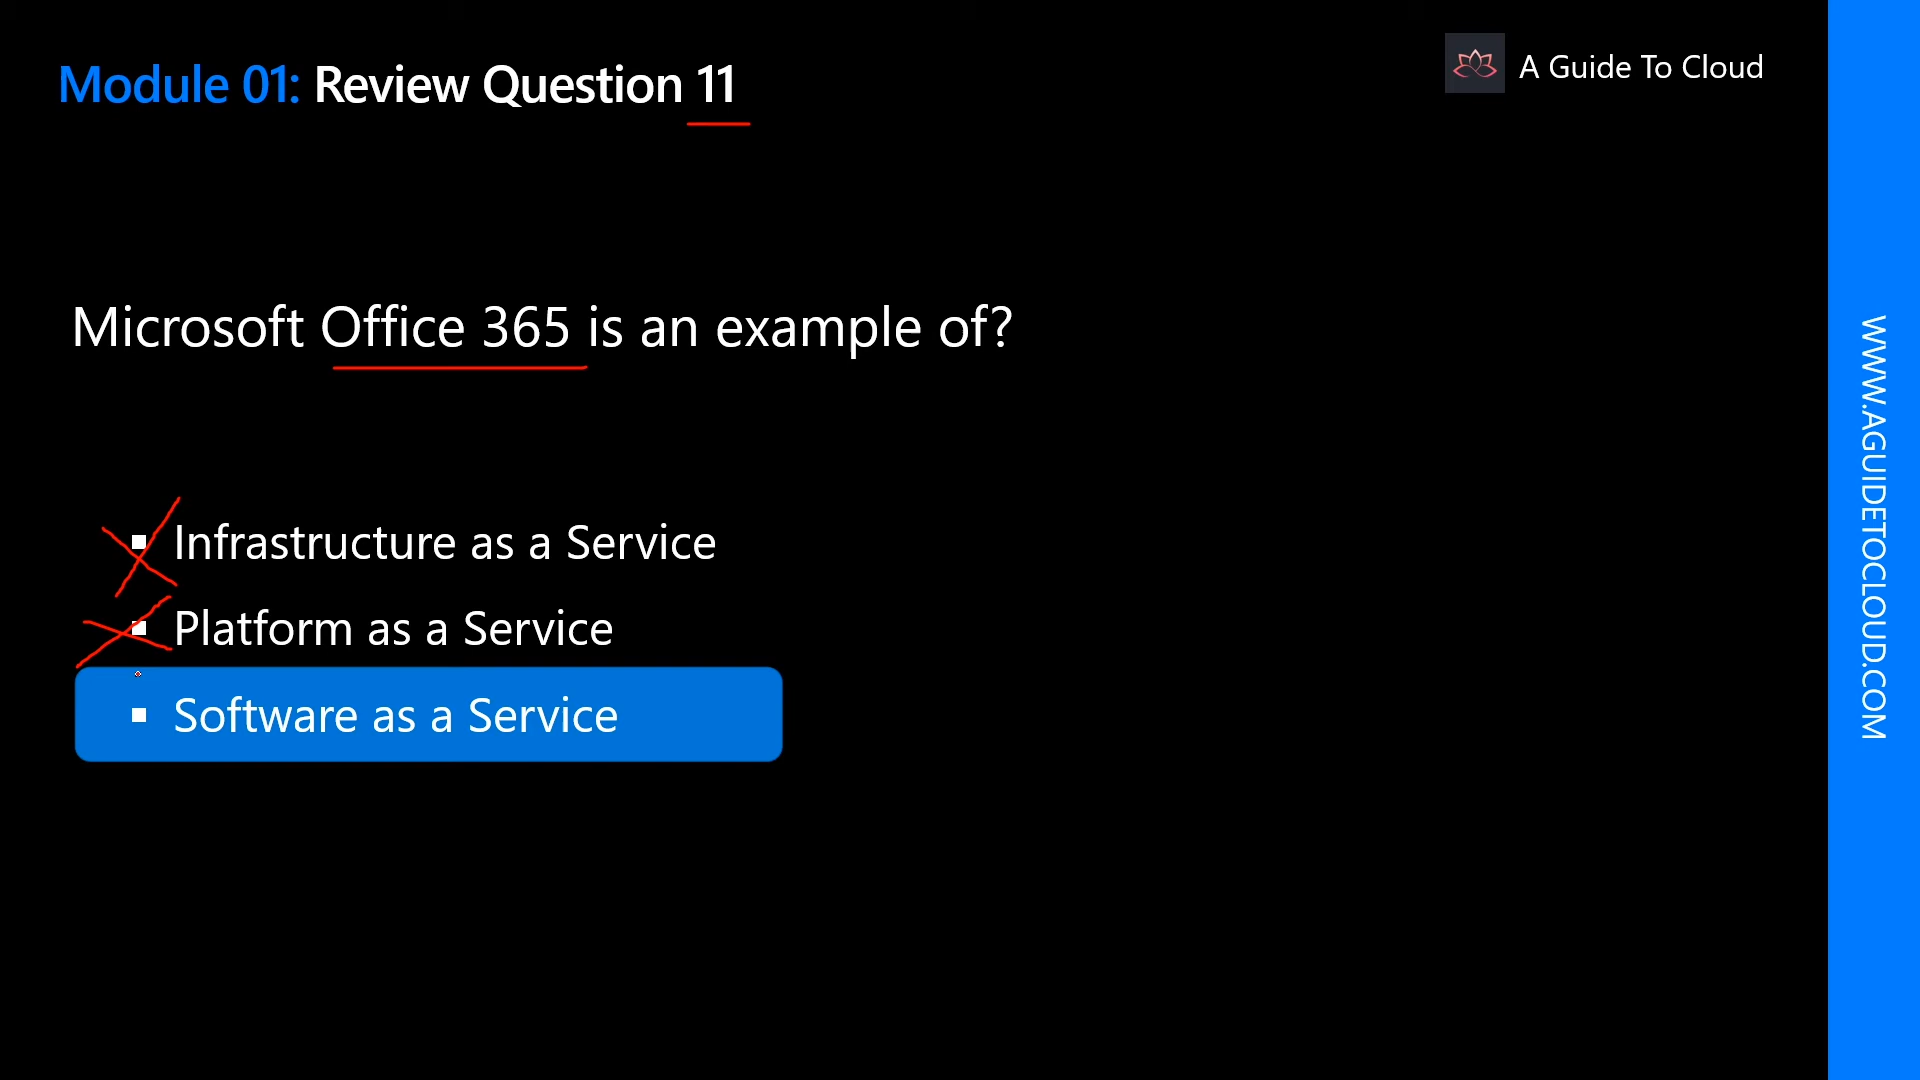 Module 01: Review Question 11
A Guide To Cloud
Microsoft Office 365 is an example of?
Infrastructure as a Service
Platform as a Service
Software as a Service
WWW.AGUIDETOCLOUD.COM